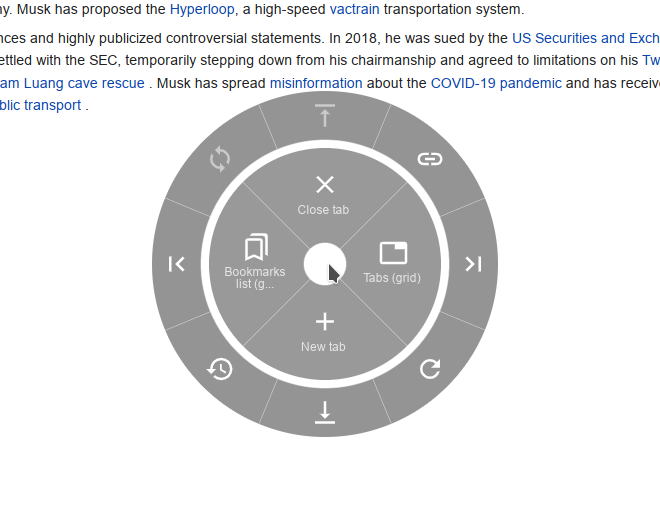 ny. Musk has proposed the Hyperloop, a high-speed vactrain transportation system.
nces and highly publicized controversial statements. In 2018, he was sued by the US Securities and Exch
ettled with the SEC, temporarily stepping down from his chairmanship and agreed to limitations on his Tw
am Luang cave rescue . Musk has spread misinformation about the COVID-19 pandemic and has receive
blic transport .
Close tab
Bookmarks
list (g...
Tabs (grid)
New tab